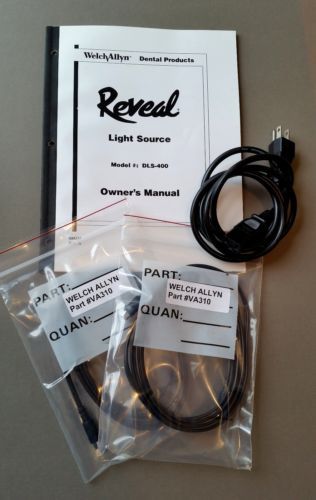 WelchAllyn® Dental Products
Reveal
Light Source
Model #: DLS-400
Owner's Manual
PART:
WELCH ALLYN
Part #VA310
QUAN:
PART:
WELCH ALLYN
Part #VA310
QUAN: